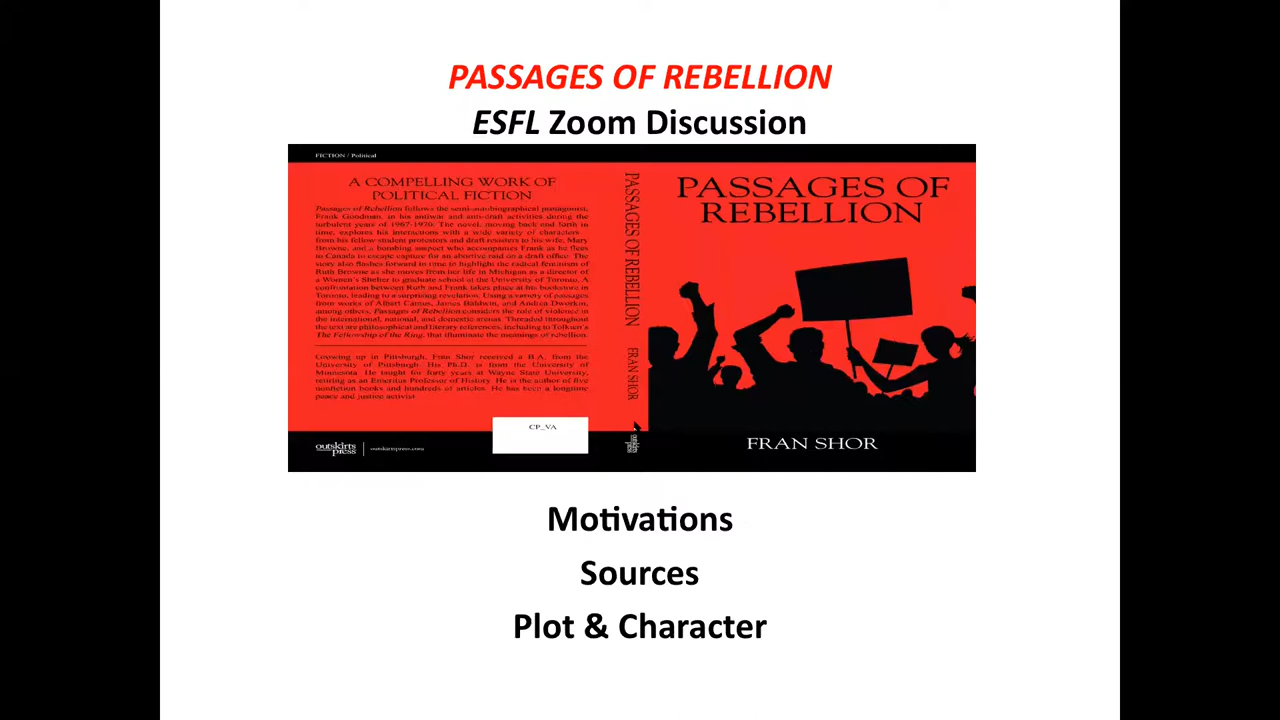 PASSAGES OF REBELLION
ESFL Zoom Discussion
FICTION / Political
A COMPELLING WORK OF
POLITICAL FICTION
Passages of Rebellion follows the semi-autobiographical protagonist,
Frank Goodman, in his antiwar and anti-draft activities during the
turbulent years of 1967-1970. The novel, moving back and forth in
time, explores his interactions with a wide variety of characters
from his fellow student protestors and draft resisters to his wife, Mary
Browne, and a bombing suspect who accompanies Frank as he flees
to Canada to escape capture for an abortive raid on a draft office. The
story also flashes forward in time to highlight the radical feminism of
Ruth Browne as she moves from her life in Michigan as a director of
a Women's Shelter to graduate school at the University of Toronto. A
confrontation between Ruth and Frank takes place at his bookstore in
Toronto, leading to a surprising revelation. Using a variety of passages
from works of Albert Camus, James Baldwin, and Andrea Dworkin,
among others, Passages of Rebellion considers the role of violence in
the international, national, and domestic arenas. Threaded throughout
the text are philosophical and literary references, including to Tolkien's
The Fellowship of the Ring, that illuminate the meanings of rebellion.
Growing up in Pittsburgh, Fran Shor received a B.A. from the
University of Pittsburgh. His Ph.D. is from the University of
Minnesota. He taught for forty years at Wayne State University,
retiring as an Emeritus Professor of History. He is the author of five
nonfiction books and hundreds of articles. He has been a longtime
peace and justice activist
CP_VA
outskirts
press
outskirtspress.com
PASSAGES OF REBELLION
FRAN SHOR
outskirts
press
PASSAGES OF
REBELLION
FRAN SHOR
Motivations
Sources
Plot & Character